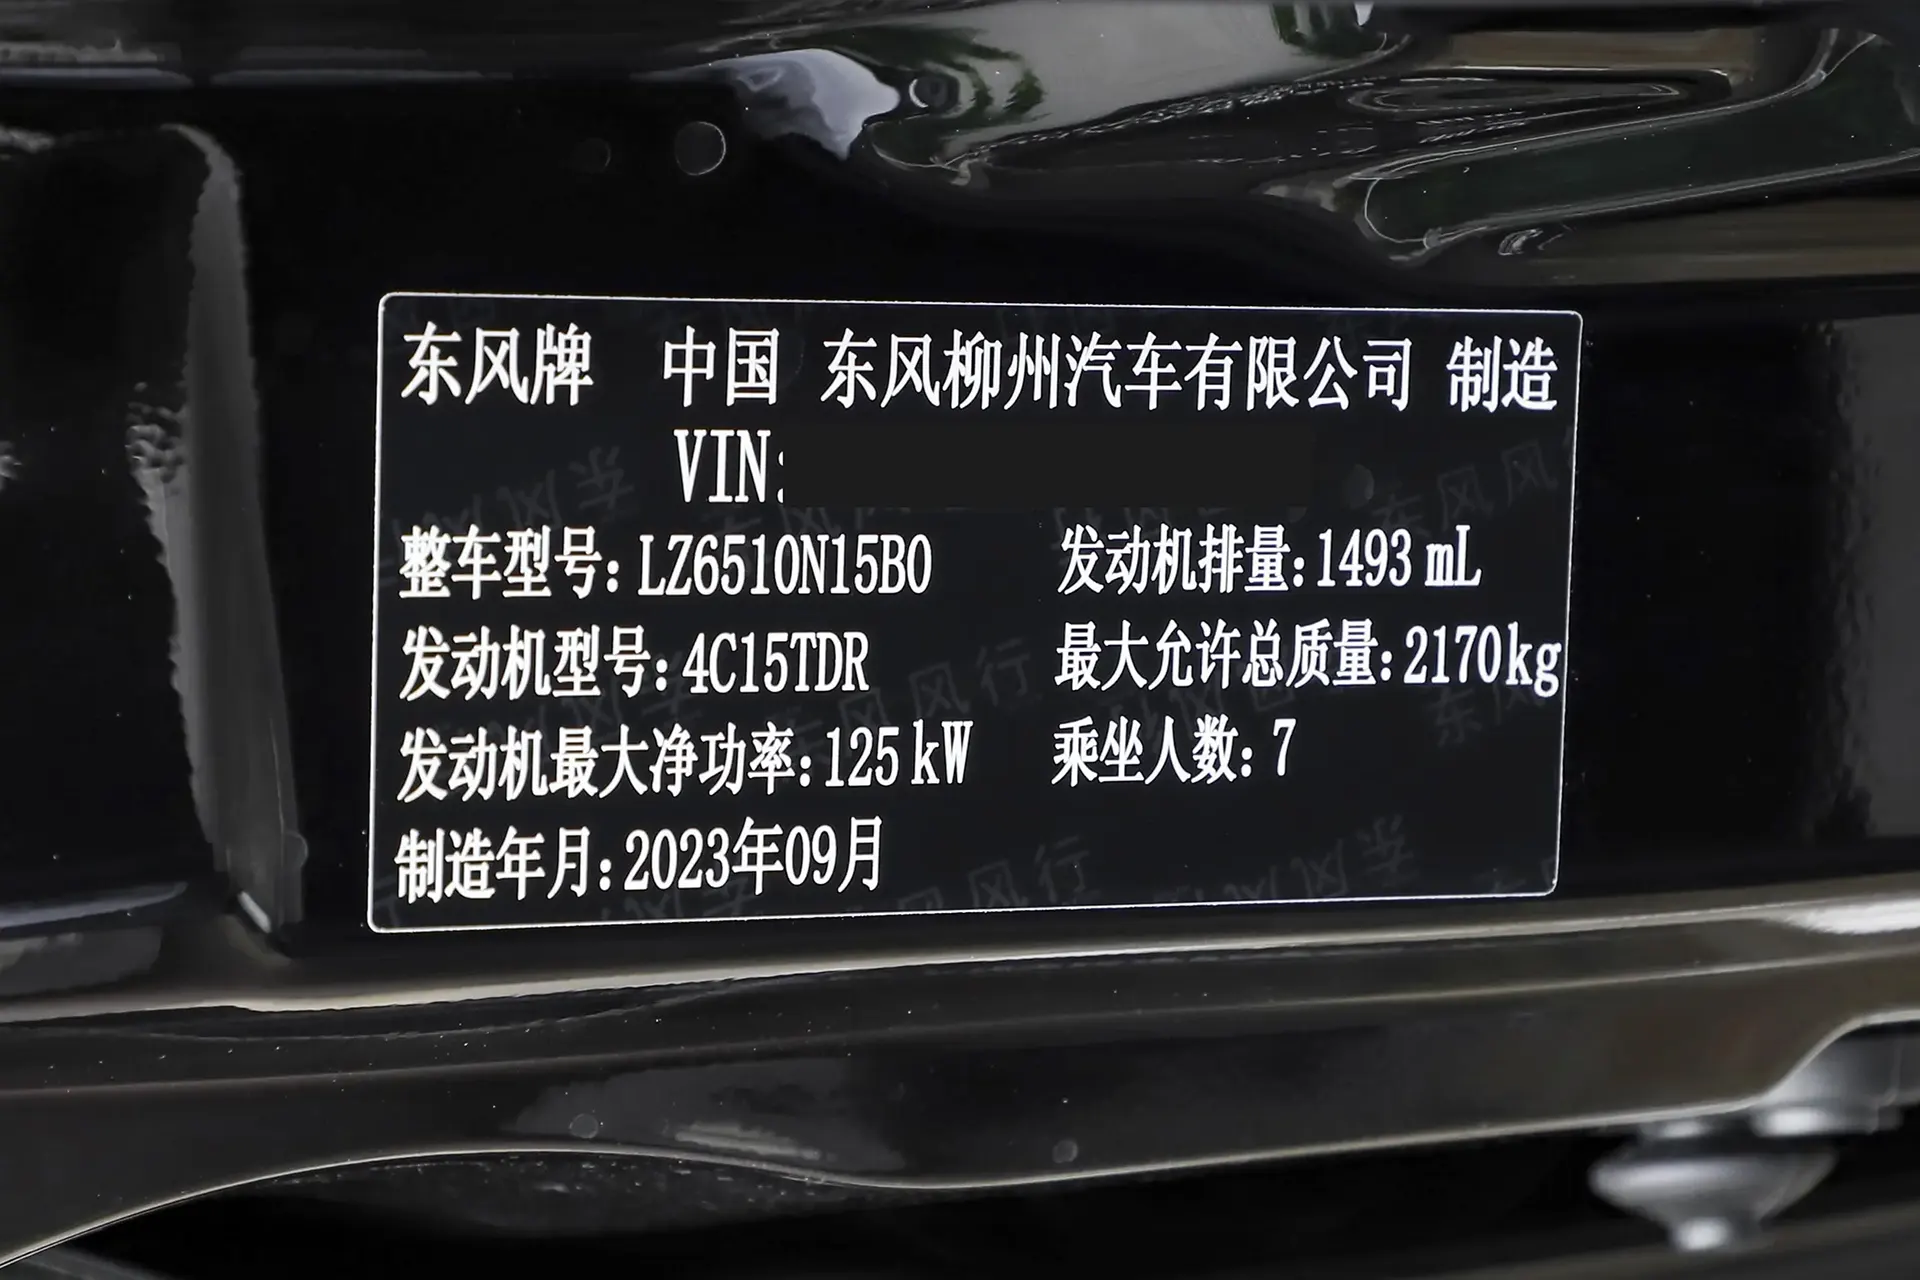 东风牌 中国 东风柳州汽车有限公司 制造
VIN:
整车型号:LZ6510N15B0 发动机排量:1493 mL
发动机型号:4C15TDR 最大允许总质量:2170kg
发动机最大净功率:125kW 乘坐人数:7
制造年月:2023年09月